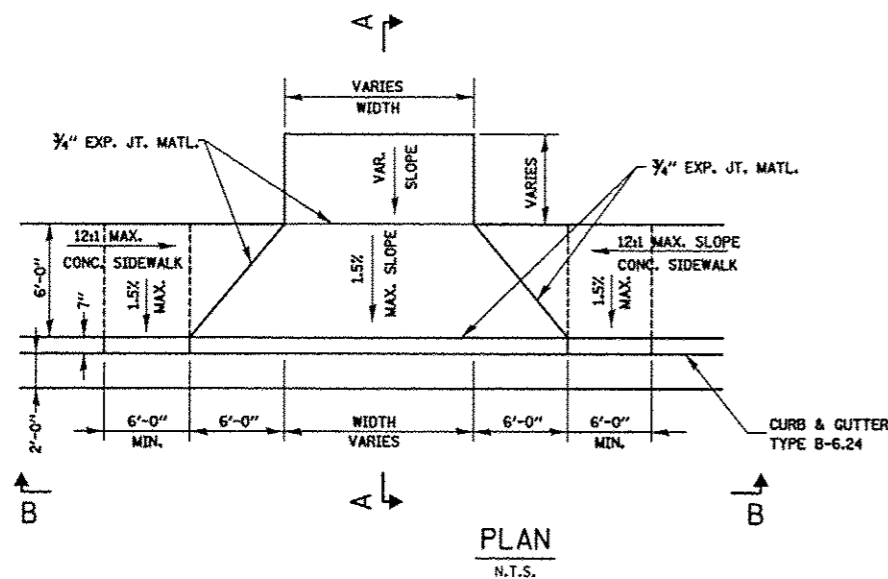 A
VARIES
WIDTH
¾" EXP. JT. MATL.
VAR.
SLOPE
VARIES
¾" EXP. JT. MATL.
12:1 MAX.
CONC. SIDEWALK
6'-0"
7"
2'-0"
1.5%
MAX.
1.5%
MAX. SLOPE
12:1 MAX. SLOPE
CONC. SIDEWALK
1.5%
MAX.
6'-0"
MIN.
6'-0"
WIDTH
VARIES
6'-0"
6'-0"
MIN.
CURB & GUTTER
TYPE B-6.24
B
A
B
PLAN
N.T.S.